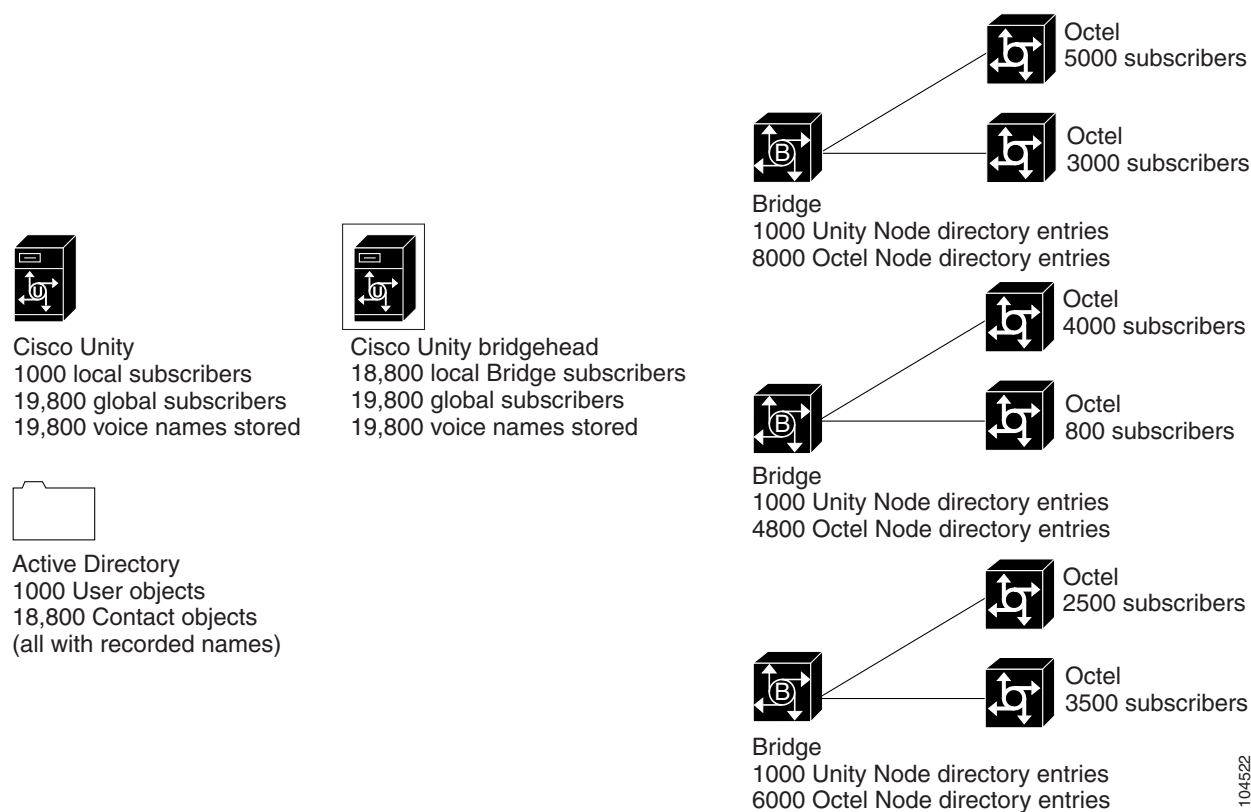 Octel
5000 subscribers
Octel
3000 subscribers
B
Bridge
1000 Unity Node directory entries
8000 Octel Node directory entries
U
Cisco Unity
1000 local subscribers
19,800 global subscribers
19,800 voice names stored
U
Cisco Unity bridgehead
18,800 local Bridge subscribers
19,800 global subscribers
19,800 voice names stored
Octel
4000 subscribers
Octel
800 subscribers
B
Bridge
1000 Unity Node directory entries
4800 Octel Node directory entries
Active Directory
1000 User objects
18,800 Contact objects
(all with recorded names)
Octel
2500 subscribers
Octel
3500 subscribers
B
Bridge
1000 Unity Node directory entries
6000 Octel Node directory entries
104522